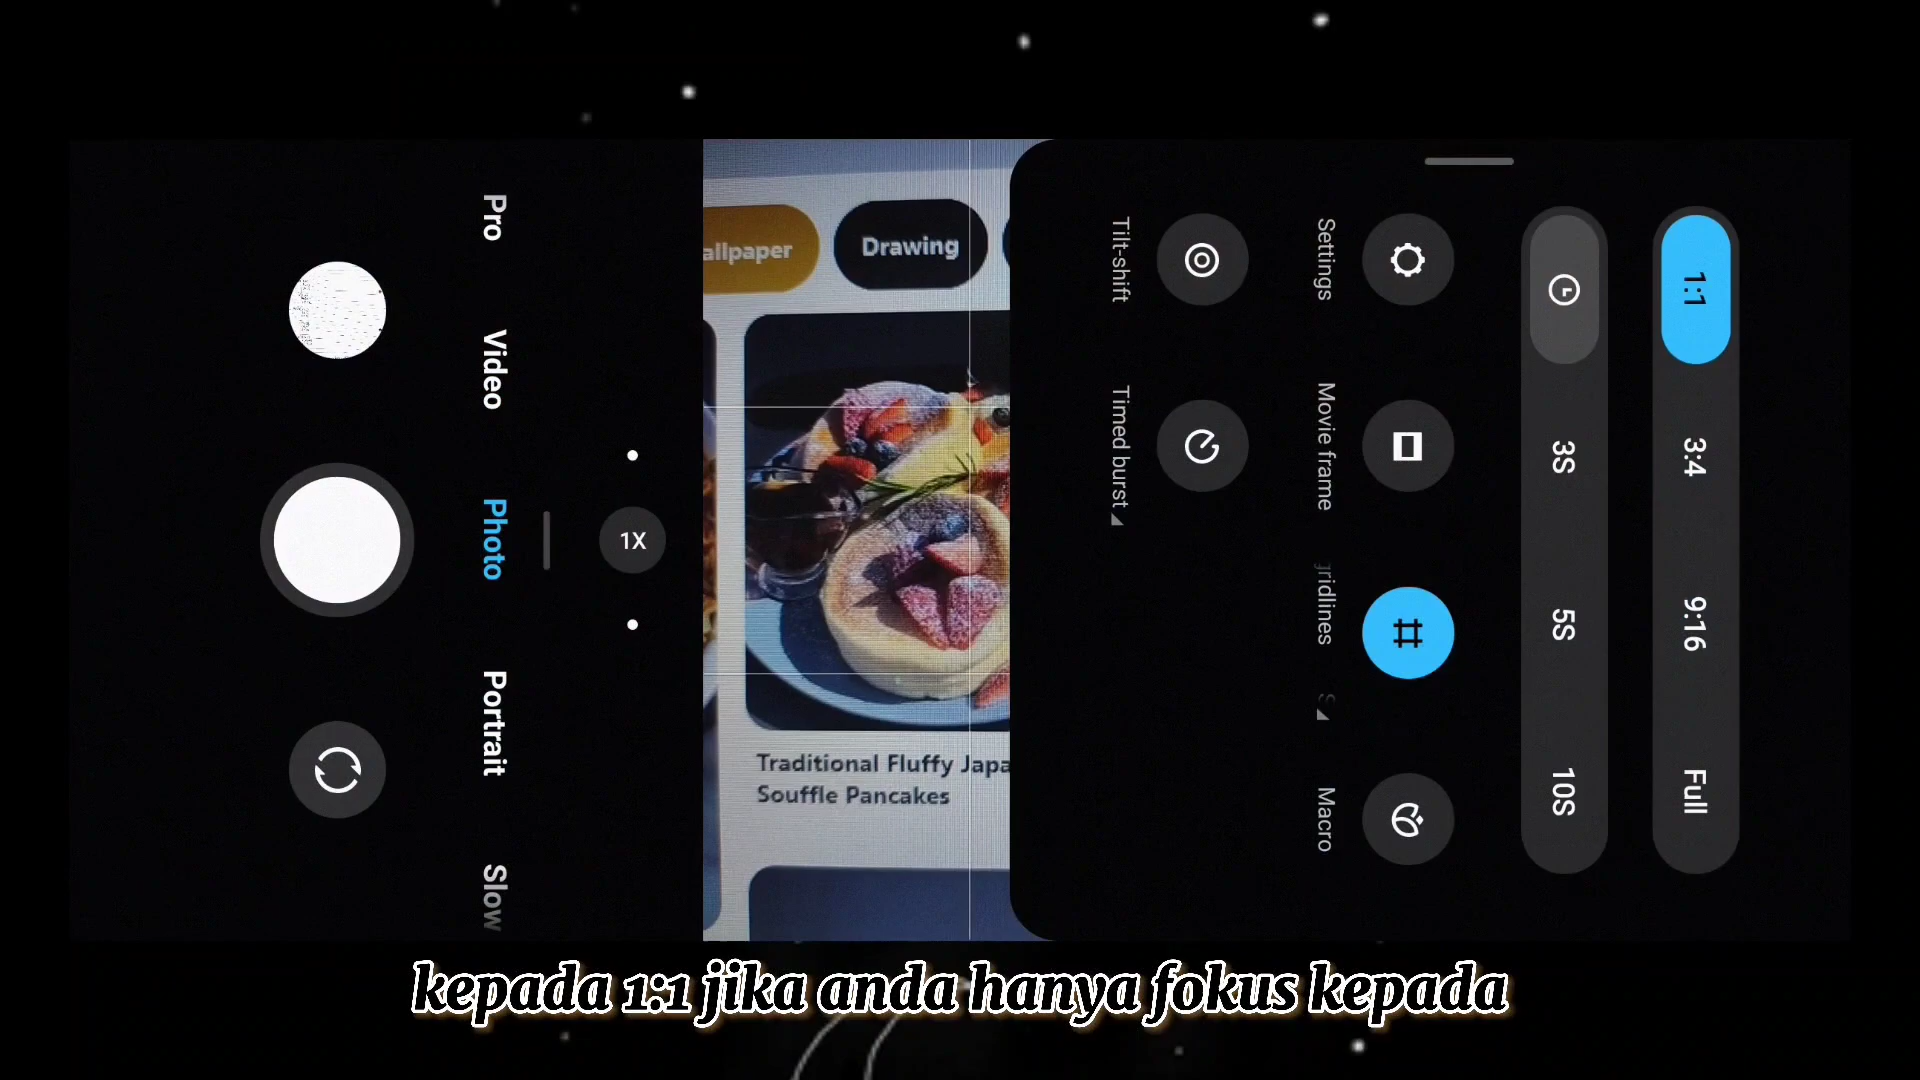 Pro
Video
Photo
Portrait
Slow
1X
allpaper
Drawing
Traditional Fluffy Japa
Souffle Pancakes
Tilt-shift
Timed burst
Settings
Movie frame
ridlines
Macro
3S
5S
10S
1:1
3:4
9:16
Full
kepada 1:1 jika anda hanya fokus kepada